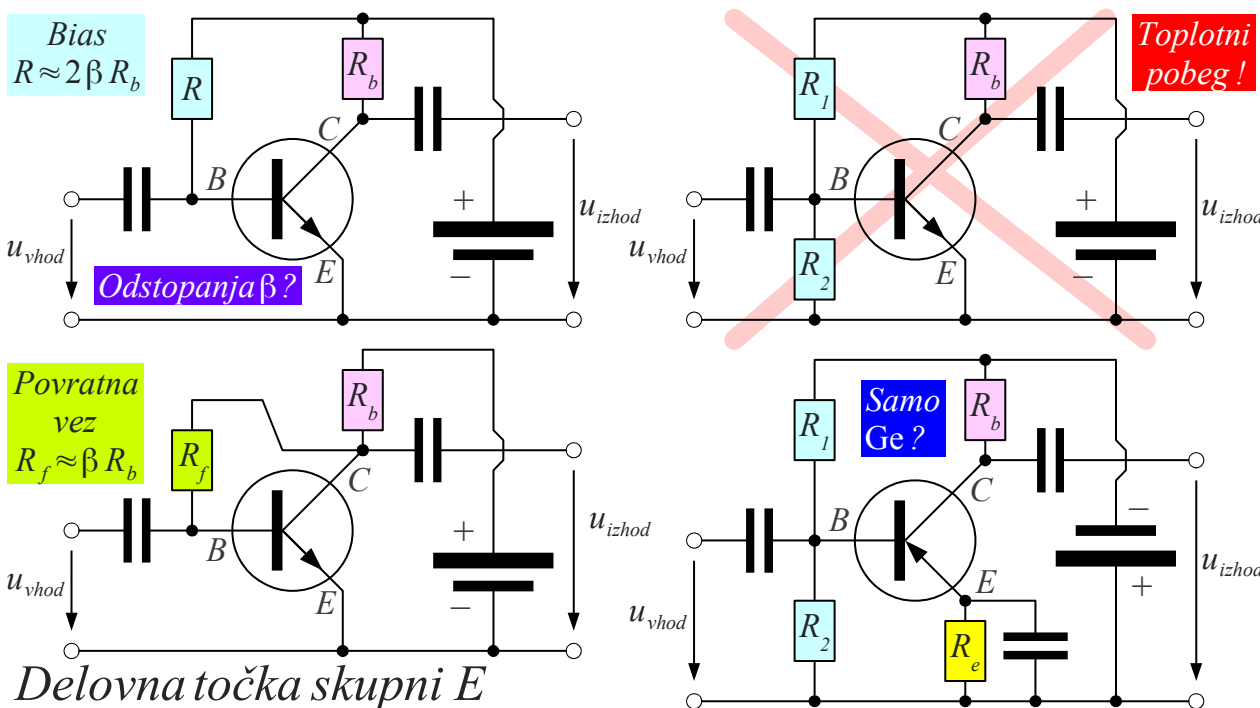 Bias
R ≈ 2 β R_b
R
R_b
C
B
E
+
−
u_vhod
u_izhod
Odstopanja β ?
Toplotni
pobeg !
R_1
R_b
C
B
R_2
E
+
−
u_vhod
u_izhod
Povratna
vez
R_f ≈ β R_b
R_f
R_b
C
B
E
+
−
u_vhod
u_izhod
Samo
Ge ?
R_1
R_b
C
B
E
R_2
R_e
−
+
u_vhod
u_izhod
Delovna točka skupni E